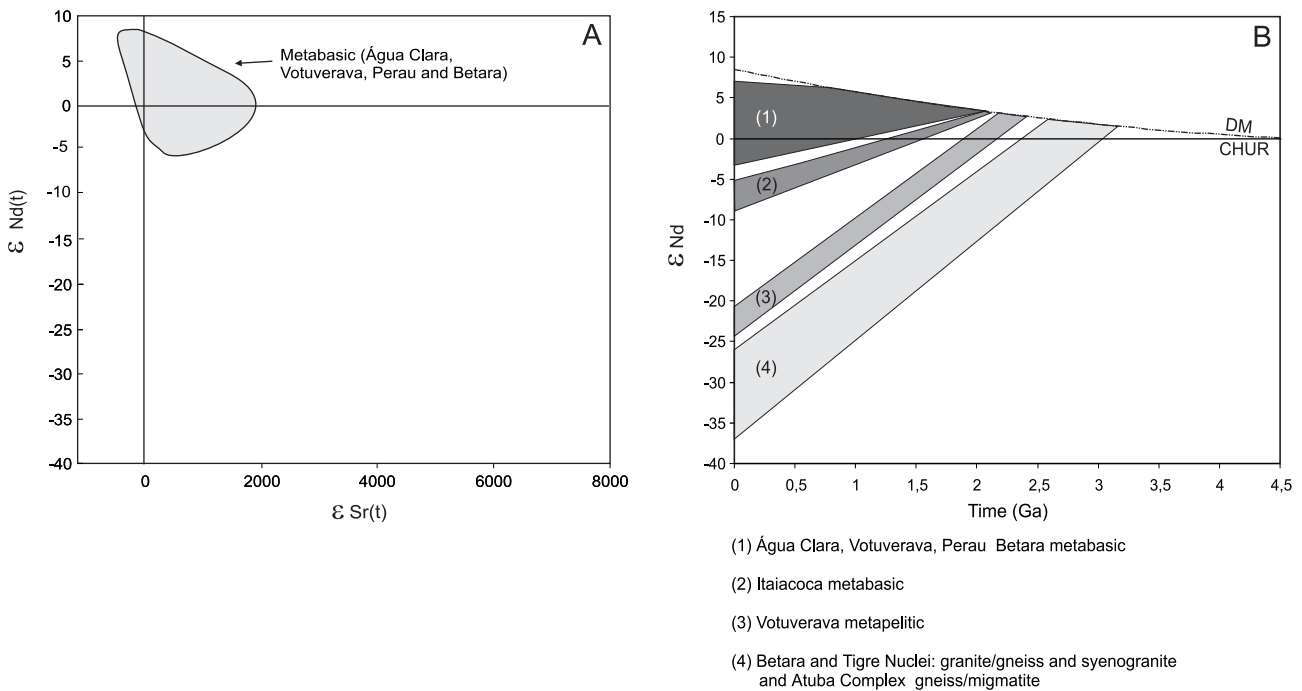 A
10
5
0
-5
-10
-15
-20
-25
-30
-35
-40
Metabasic (Água Clara,
Votuverava, Perau and Betara)
ε Nd(t)
0 2000 4000 6000 8000
ε Sr(t)
B
15
10
5
0
-5
-10
-15
-20
-25
-30
-35
-40
(1)
(2)
(3)
(4)
DM
CHUR
ε Nd
0 0,5 1 1,5 2 2,5 3 3,5 4 4,5
Time (Ga)
(1) Água Clara, Votuverava, Perau Betara metabasic
(2) Itaiacoca metabasic
(3) Votuverava metapelitic
(4) Betara and Tigre Nuclei: granite/gneiss and syenogranite
and Atuba Complex gneiss/migmatite